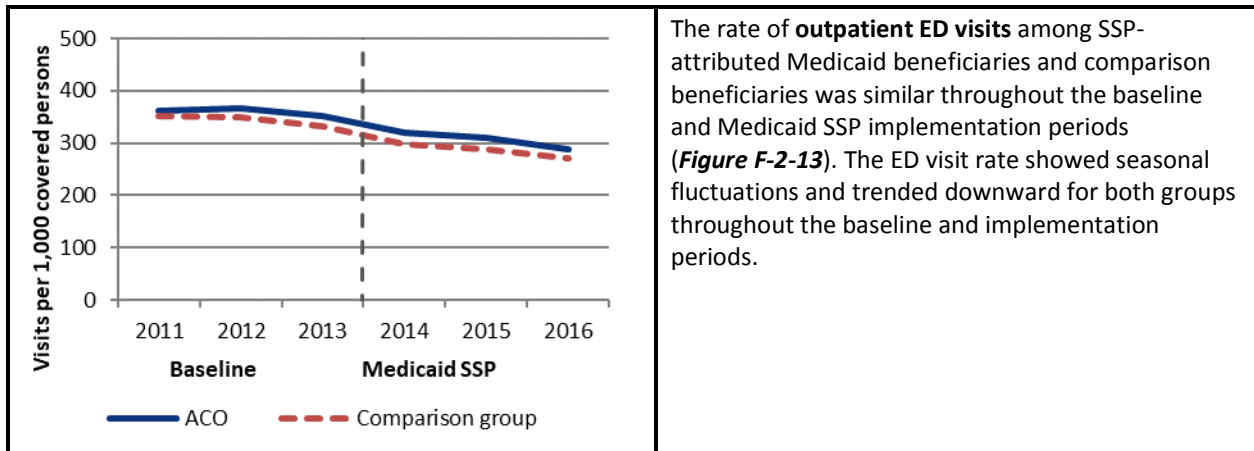 500
400
300
200
100
0
Visits per 1,000 covered persons
2011 2012 2013 2014 2015 2016
Baseline Medicaid SSP
ACO Comparison group
The rate of outpatient ED visits among SSP-
attributed Medicaid beneficiaries and comparison
beneficiaries was similar throughout the baseline
and Medicaid SSP implementation periods
(Figure F-2-13). The ED visit rate showed seasonal
fluctuations and trended downward for both groups
throughout the baseline and implementation
periods.